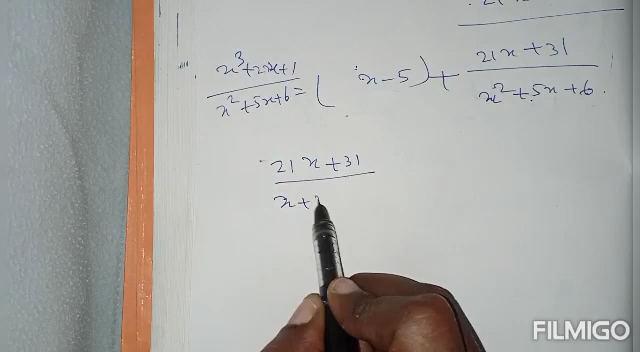 x³+2x+1 / x²+5x+6 = (x-5) + 21x+31 / x²+5x+6
21x+31
x+
FILMIGO